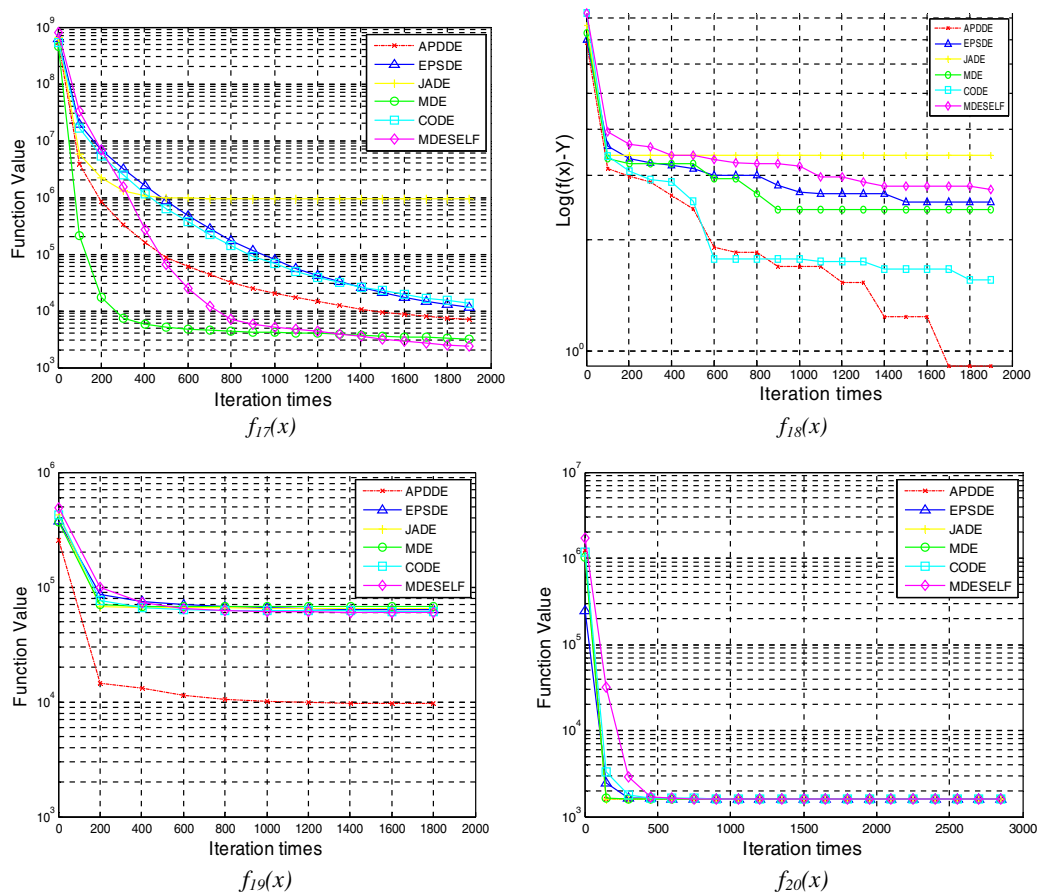 10^9
10^8
10^7
10^6
10^5
10^4
10^3
Function Value
APDDE
EPSDE
JADE
MDE
CODE
MDESELF
0 200 400 600 800 1000 1200 1400 1600 1800 2000
Iteration times
f17(x)
Log(f(x)- Y)
10^0
APDDE
EPSDE
JADE
MDE
CODE
MDESELF
0 200 400 600 800 1000 1200 1400 1600 1800 2000
Iteration times
f18(x)
10^6
10^5
10^4
10^3
Function Value
APDDE
EPSDE
JADE
MDE
CODE
MDESELF
0 200 400 600 800 1000 1200 1400 1600 1800 2000
Iteration times
f19(x)
10^7
10^6
10^5
10^4
10^3
Function Value
APDDE
EPSDE
JADE
MDE
CODE
MDESELF
0 500 1000 1500 2000 2500 3000
Iteration times
f20(x)